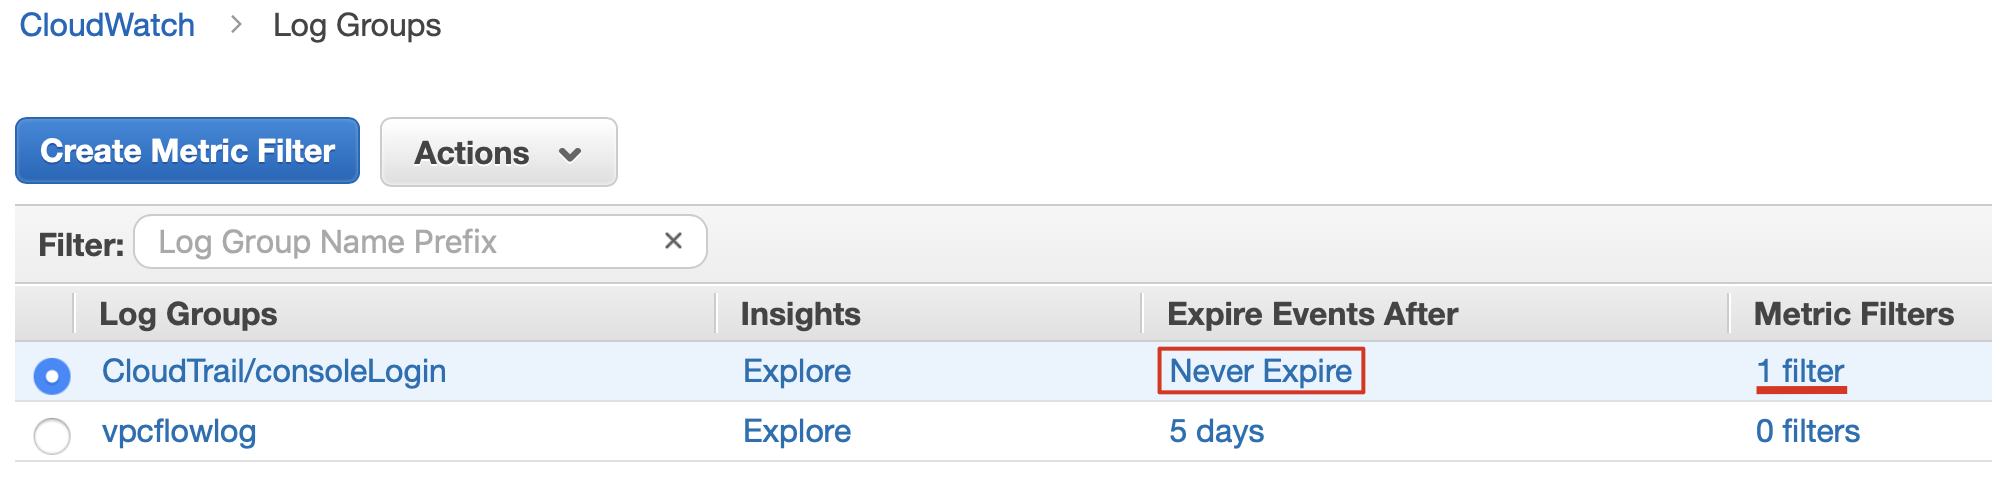 CloudWatch > Log Groups
Create Metric Filter Actions
Filter: Log Group Name Prefix ×
Log Groups Insights Expire Events After Metric Filters
CloudTrail/consoleLogin Explore Never Expire 1 filter
vpcflowlog Explore 5 days 0 filters